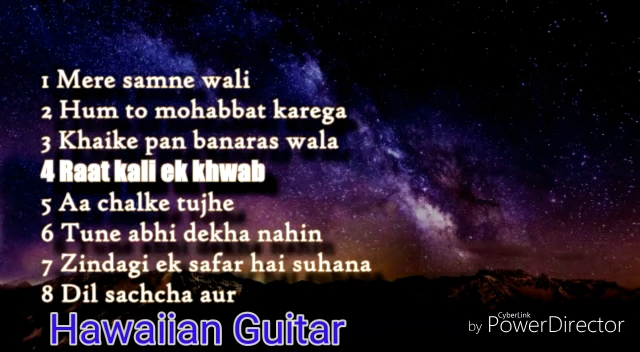 1 Mere samne wali
2 Hum to mohabbat karega
3 Khaike pan banaras wala
4 Raat kali ek khwab
5 Aa chalke tujhe
6 Tune abhi dekha nahin
7 Zindagi ek safar hai suhana
8 Dil sachcha aur
Hawaiian Guitar
by CyberLink PowerDirector